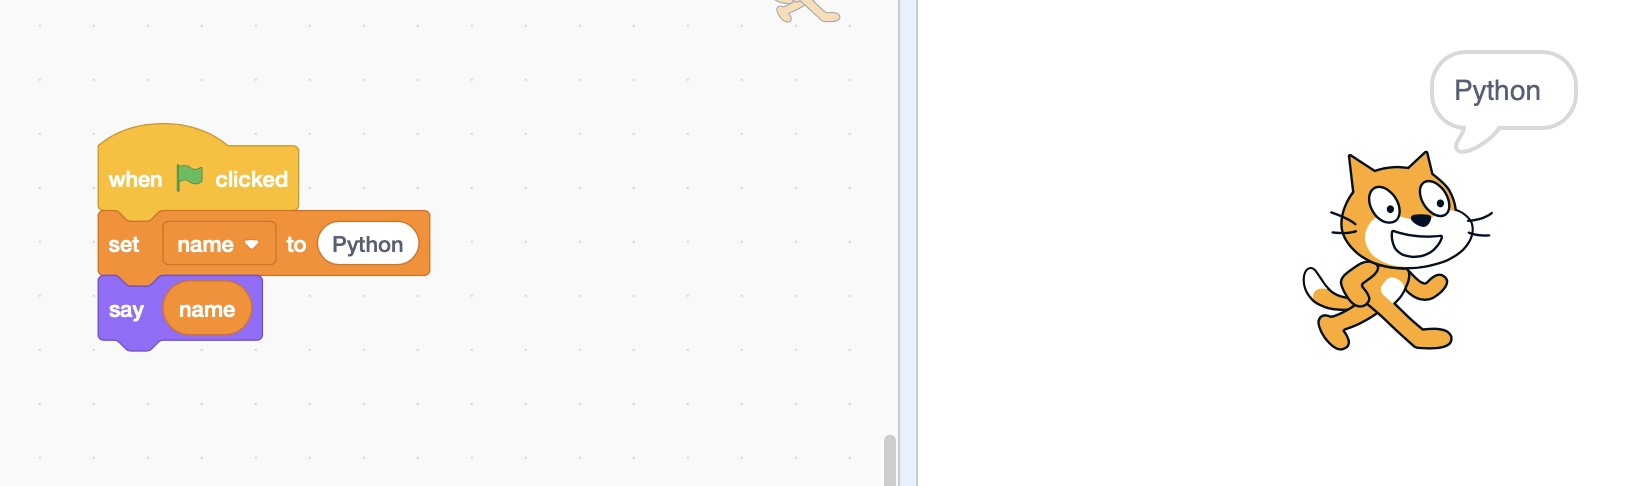 when clicked
set name to Python
say name
Python